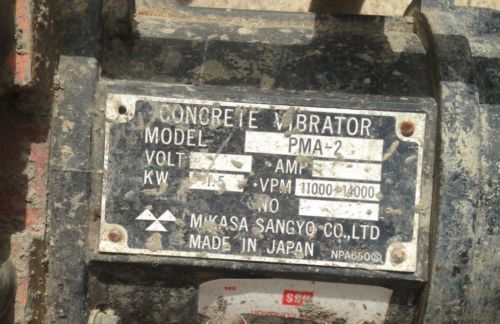 CONCRETE VIBRATOR
MODEL PMA-2
VOLT AMP
KW 1.5 VPM 11000-14000
NO
MIKASA SANGYO CO.,LTD
MADE IN JAPAN NPA650Ⓢ